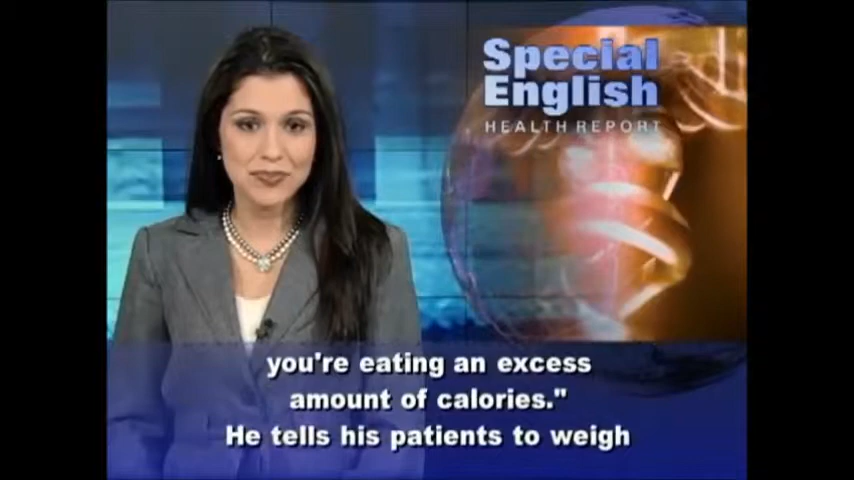 Special
English
HEALTH REPORT
you're eating an excess
amount of calories."
He tells his patients to weigh